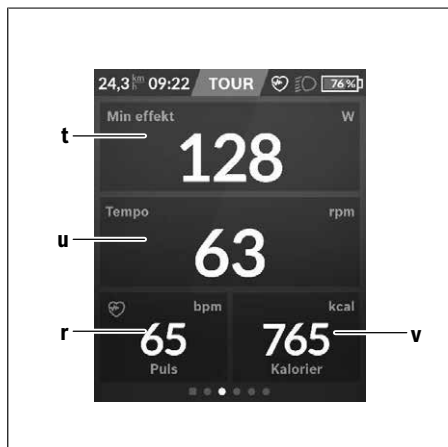 24,3 km/h 09:22 TOUR 76 %
Min effekt W
t
128
Tempo rpm
u
63
bpm kcal
r 65 765 v
Puls Kalorier